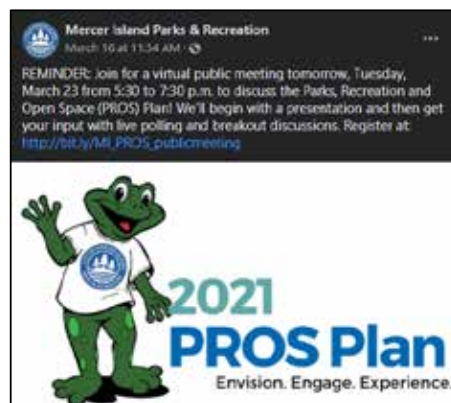 Mercer Island Parks & Recreation
March 16 at 11:34 AM ·
REMINDER: Join for a virtual public meeting tomorrow, Tuesday,
March 23 from 5:30 to 7:30 p.m. to discuss the Parks, Recreation and
Open Space (PROS) Plan! We'll begin with a presentation and then get
your input with live polling and breakout discussions. Register at:
http://bit.ly/MI_PROS_publicmeeting
2021
PROS Plan
Envision. Engage. Experience.